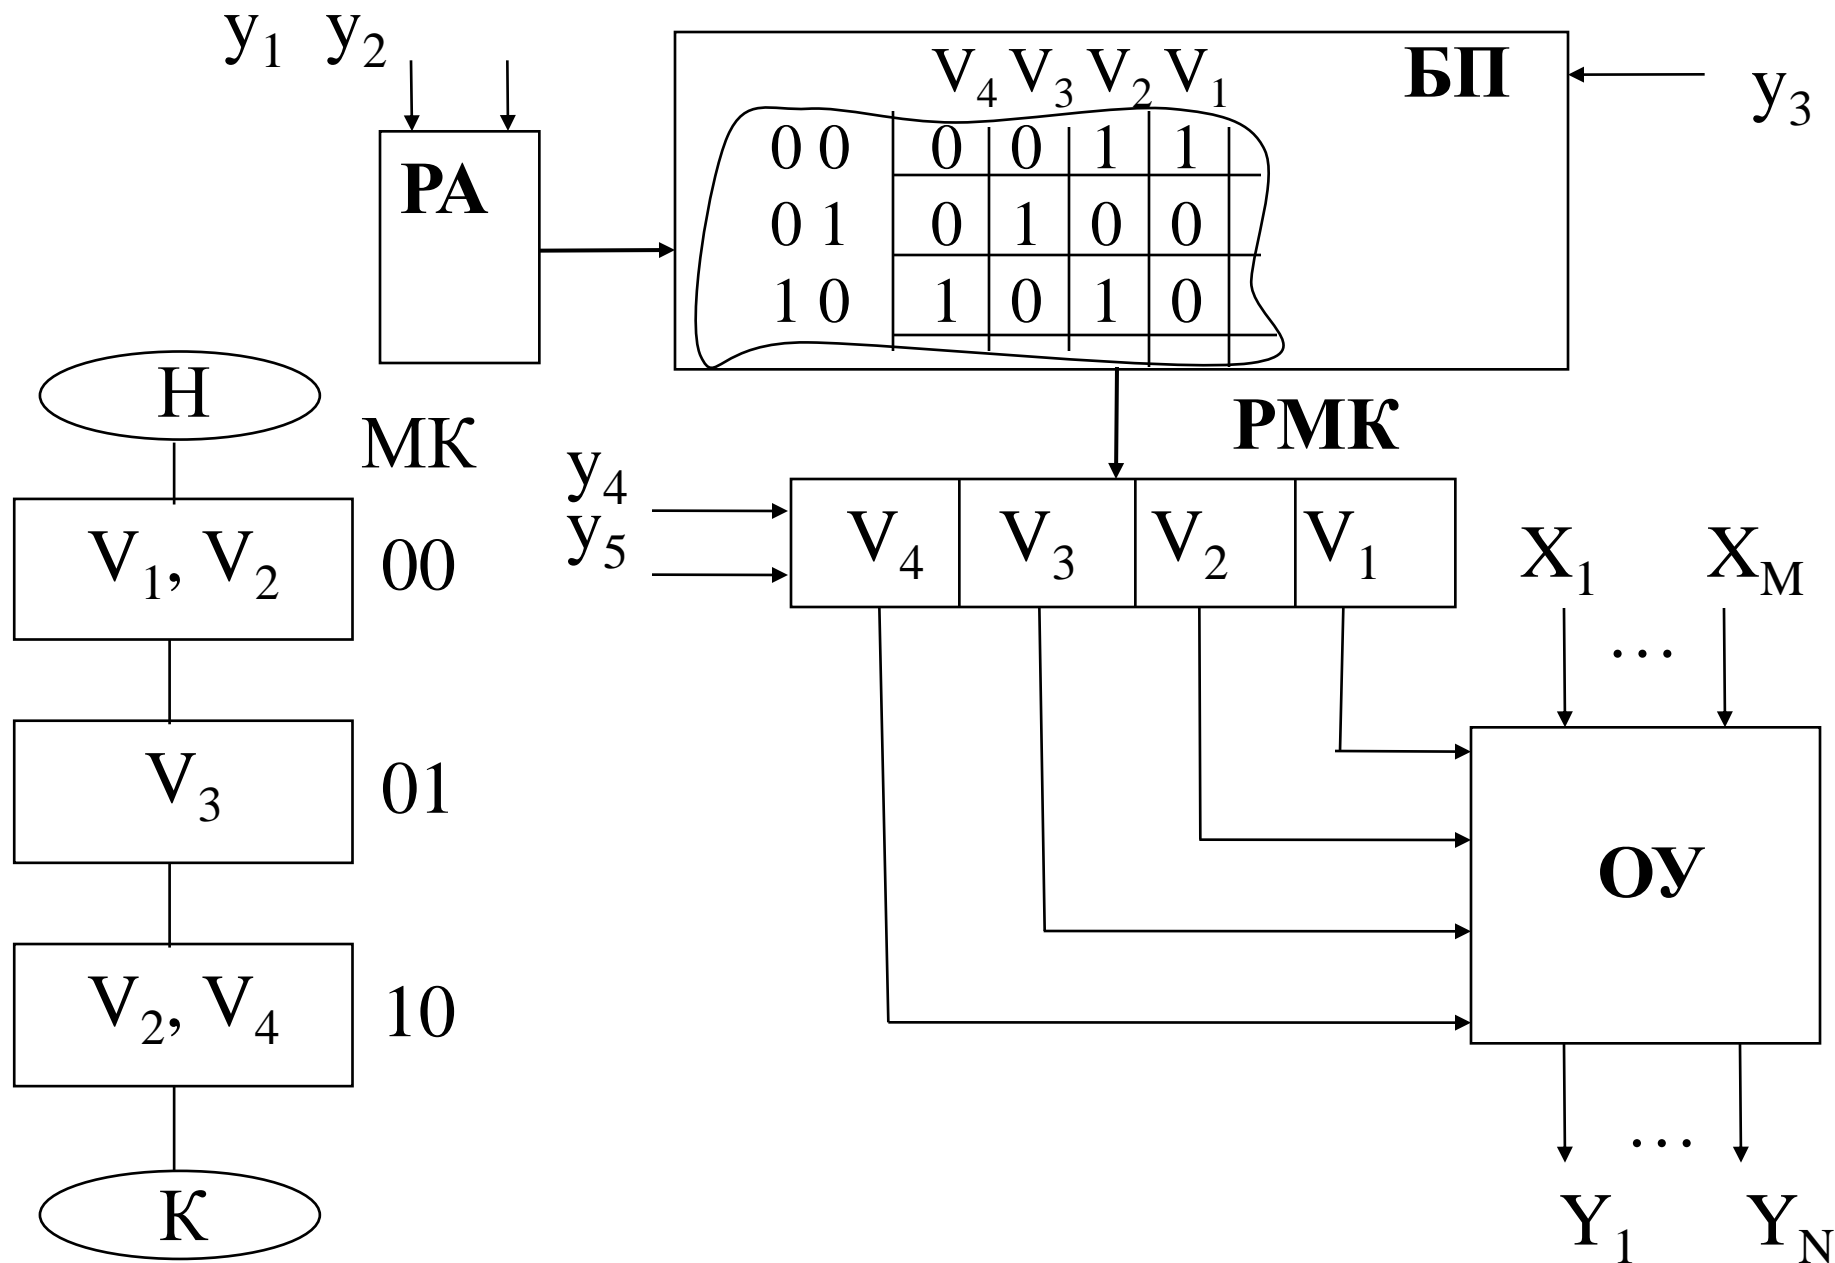 y₁ y₂
БП
y₃
V₄ V₃ V₂ V₁
0 0 0 0 1 1
0 1 0 1 0 0
1 0 1 0 1 0
РА
Н
МК
V₁, V₂ 00
V₃ 01
V₂, V₄ 10
К
РМК
y₄
y₅
V₄ V₃ V₂ V₁
X₁ ... X_M
ОУ
Y₁ ... Y_N